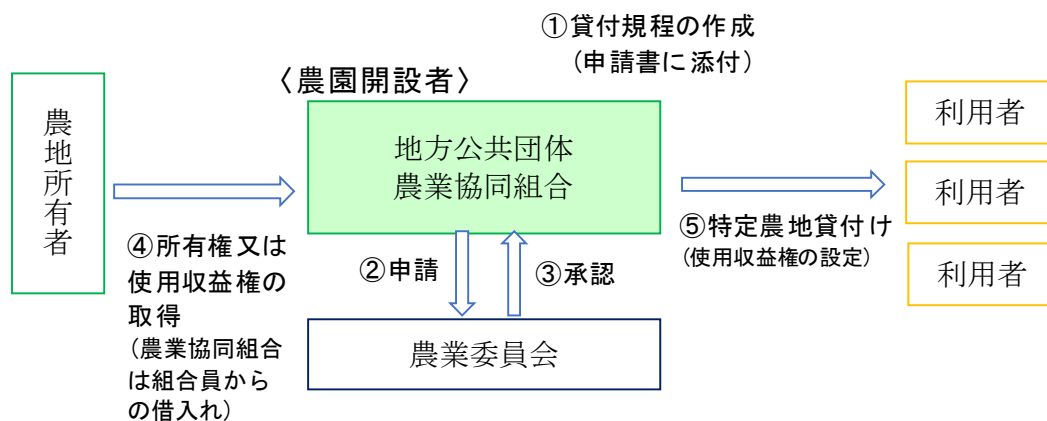 ①貸付規程の作成
（申請書に添付）
〈農園開設者〉
農地所有者
地方公共団体
農業協同組合
利用者
利用者
利用者
④所有権又は
使用収益権の
取得
（農業協同組合
は組合員から
の借入れ）
②申請
③承認
⑤特定農地貸付け
（使用収益権の設定）
農業委員会